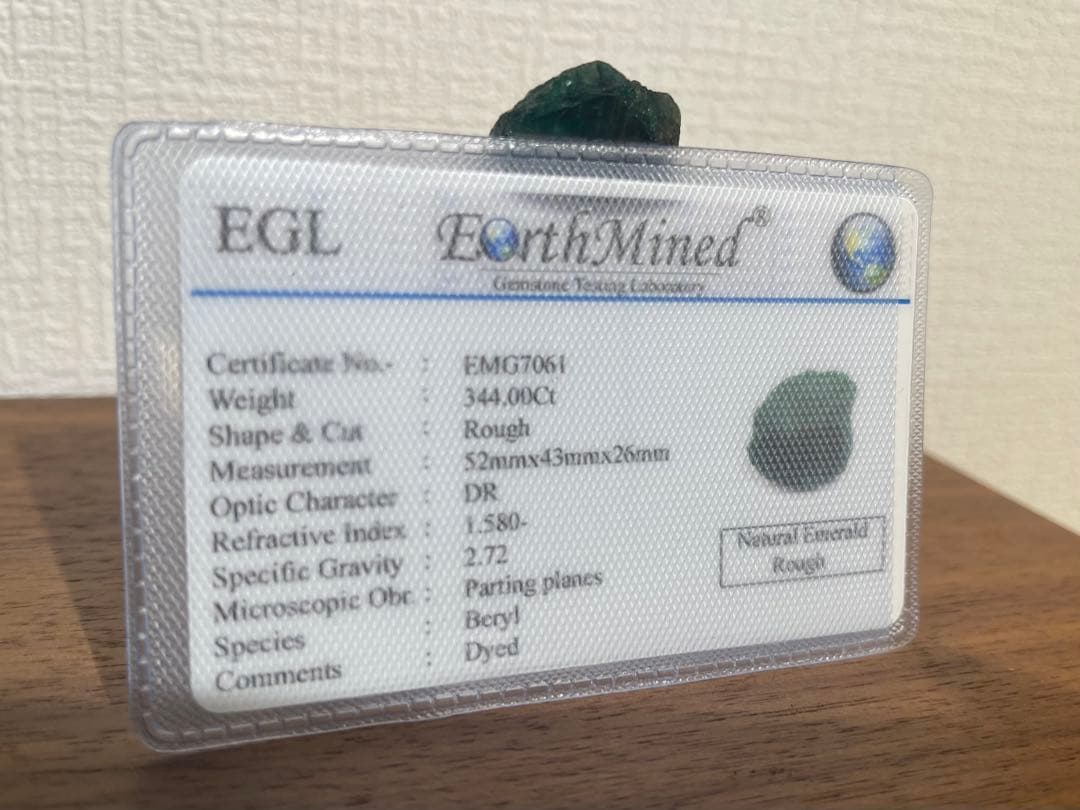 EGL
EarthMined®
Gemstone Testing Laboratory
Certificate No.- : EMG7061
Weight : 344.00Ct
Shape & Cut : Rough
Measurement : 52mmx43mmx26mm
Optic Character : DR
Refractive Index : 1.580-
Specific Gravity : 2.72
Microscopic Obr : Parting planes
Species : Beryl
Comments : Dyed
Natural Emerald
Rough